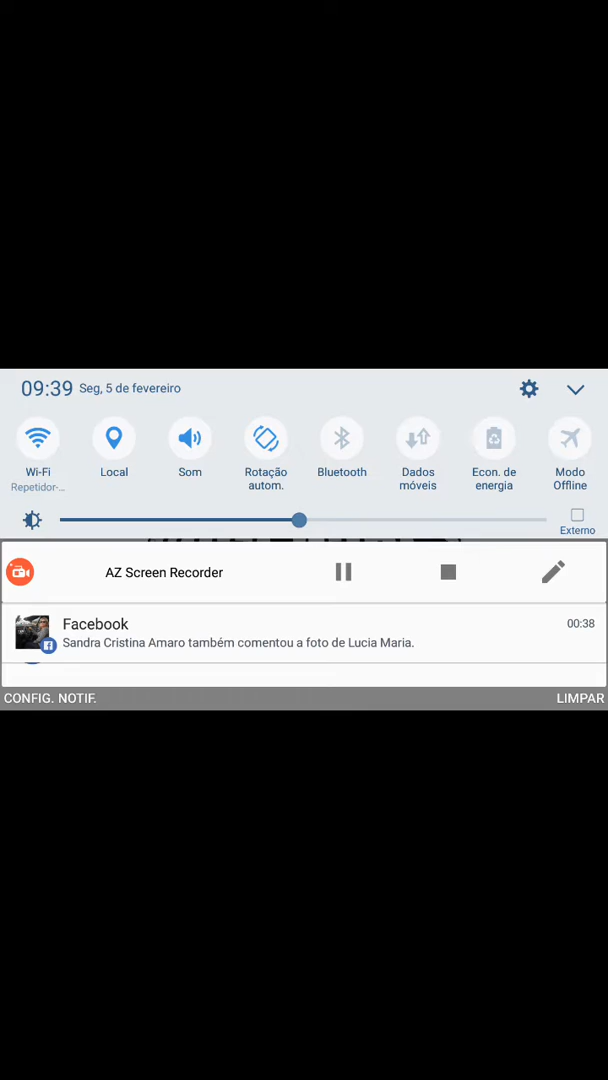 09:39 Seg, 5 de fevereiro
Wi-Fi
Repetidor-...
Local
Som
Rotação
autom.
Bluetooth
Dados
móveis
Econ. de
energia
Modo
Offline
Externo
AZ Screen Recorder
Facebook
00:38
Sandra Cristina Amaro também comentou a foto de Lucia Maria.
CONFIG. NOTIF.
LIMPAR